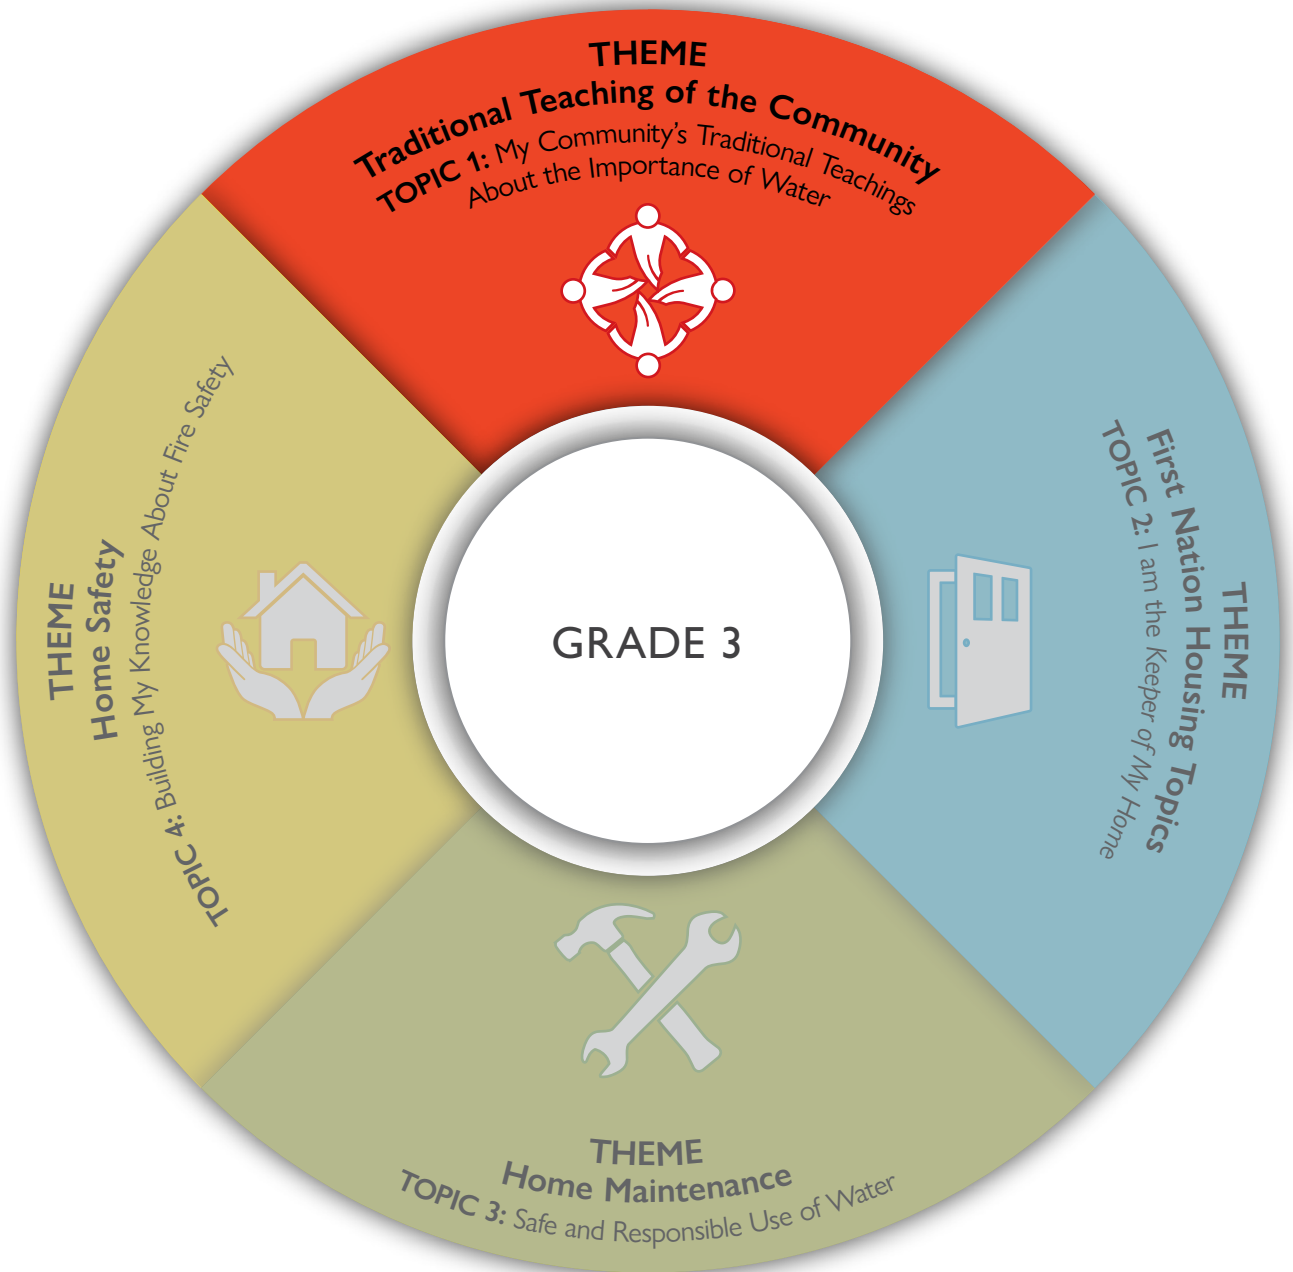 THEME
Traditional Teaching of the Community
TOPIC 1: My Community's Traditional Teachings
About the Importance of Water
THEME
First Nation Housing Topics
TOPIC 2: I am the Keeper of My Home
THEME
Home Maintenance
TOPIC 3: Safe and Responsible Use of Water
THEME
Home Safety
TOPIC 4: Building My Knowledge About Fire Safety
GRADE 3